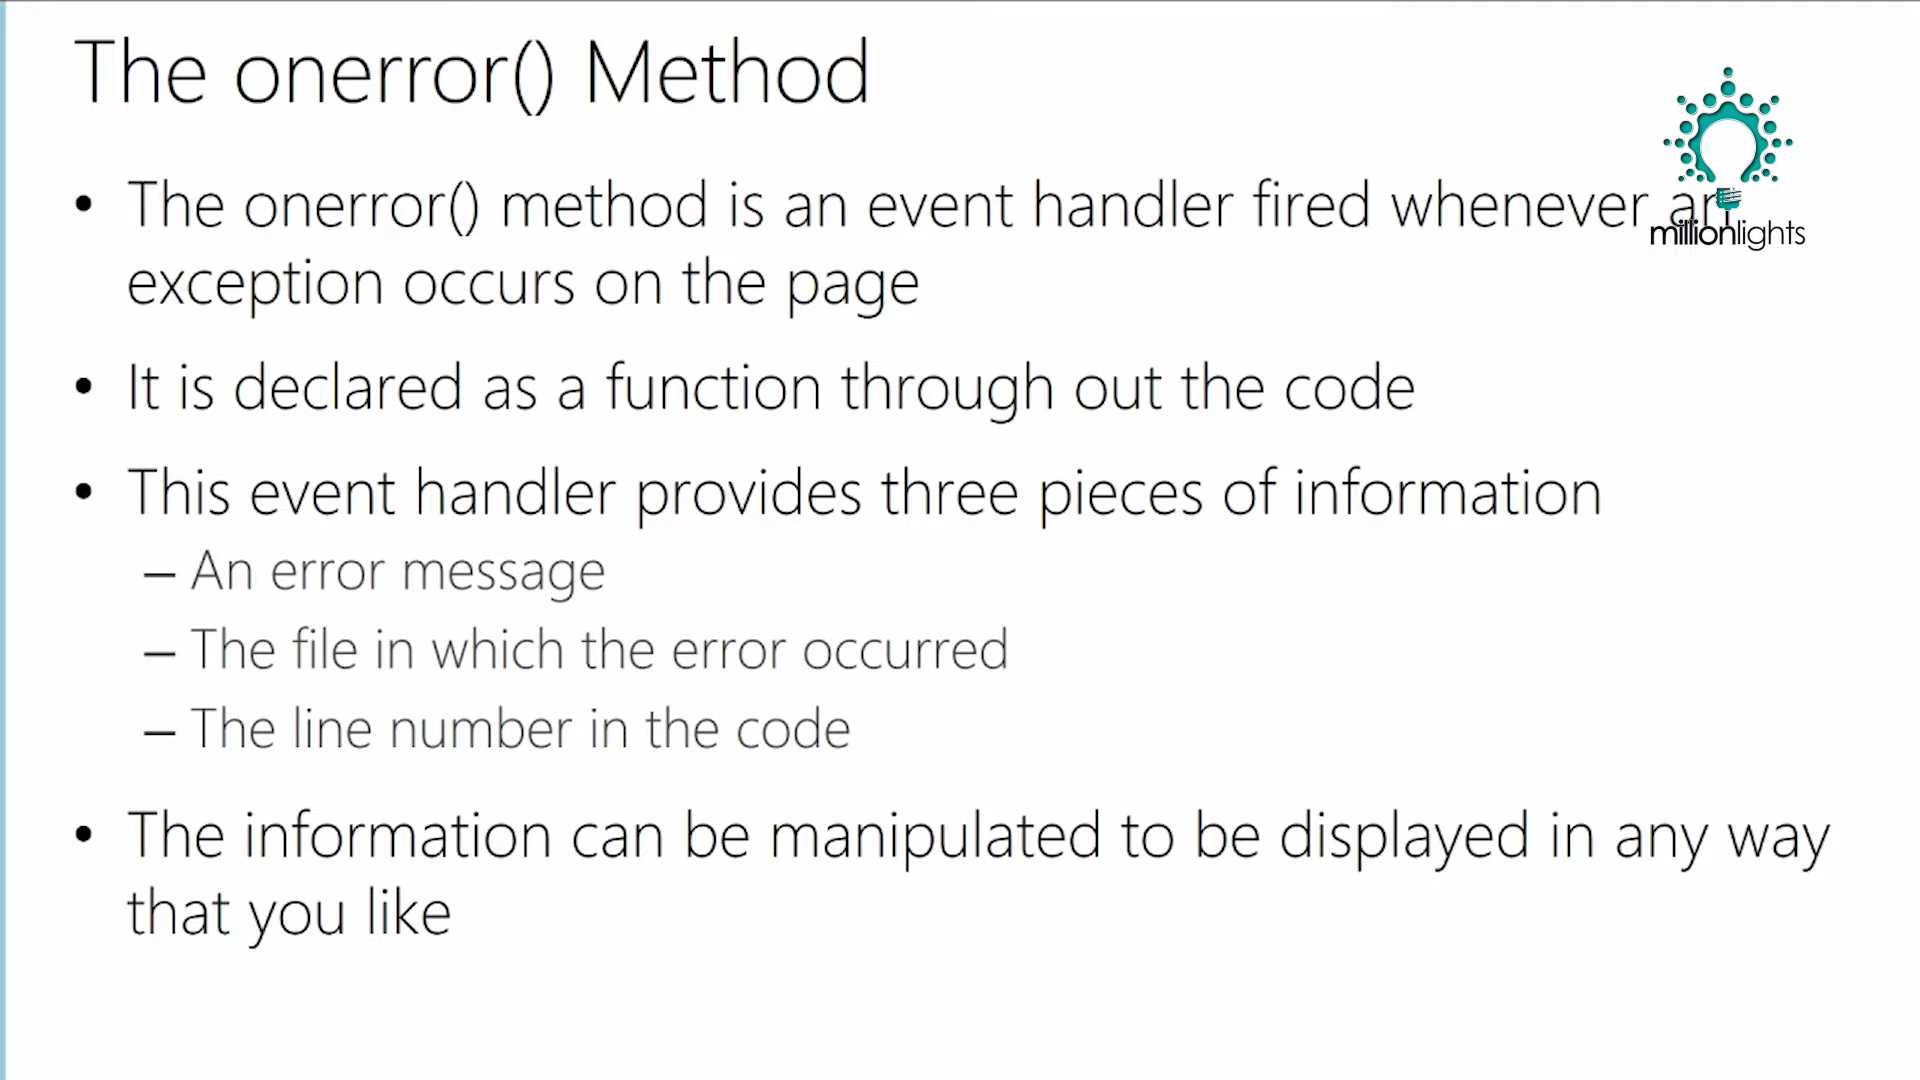 The onerror() Method
• The onerror() method is an event handler fired whenever an
exception occurs on the page
• It is declared as a function through out the code
• This event handler provides three pieces of information
– An error message
– The file in which the error occurred
– The line number in the code
• The information can be manipulated to be displayed in any way
that you like
millionlights